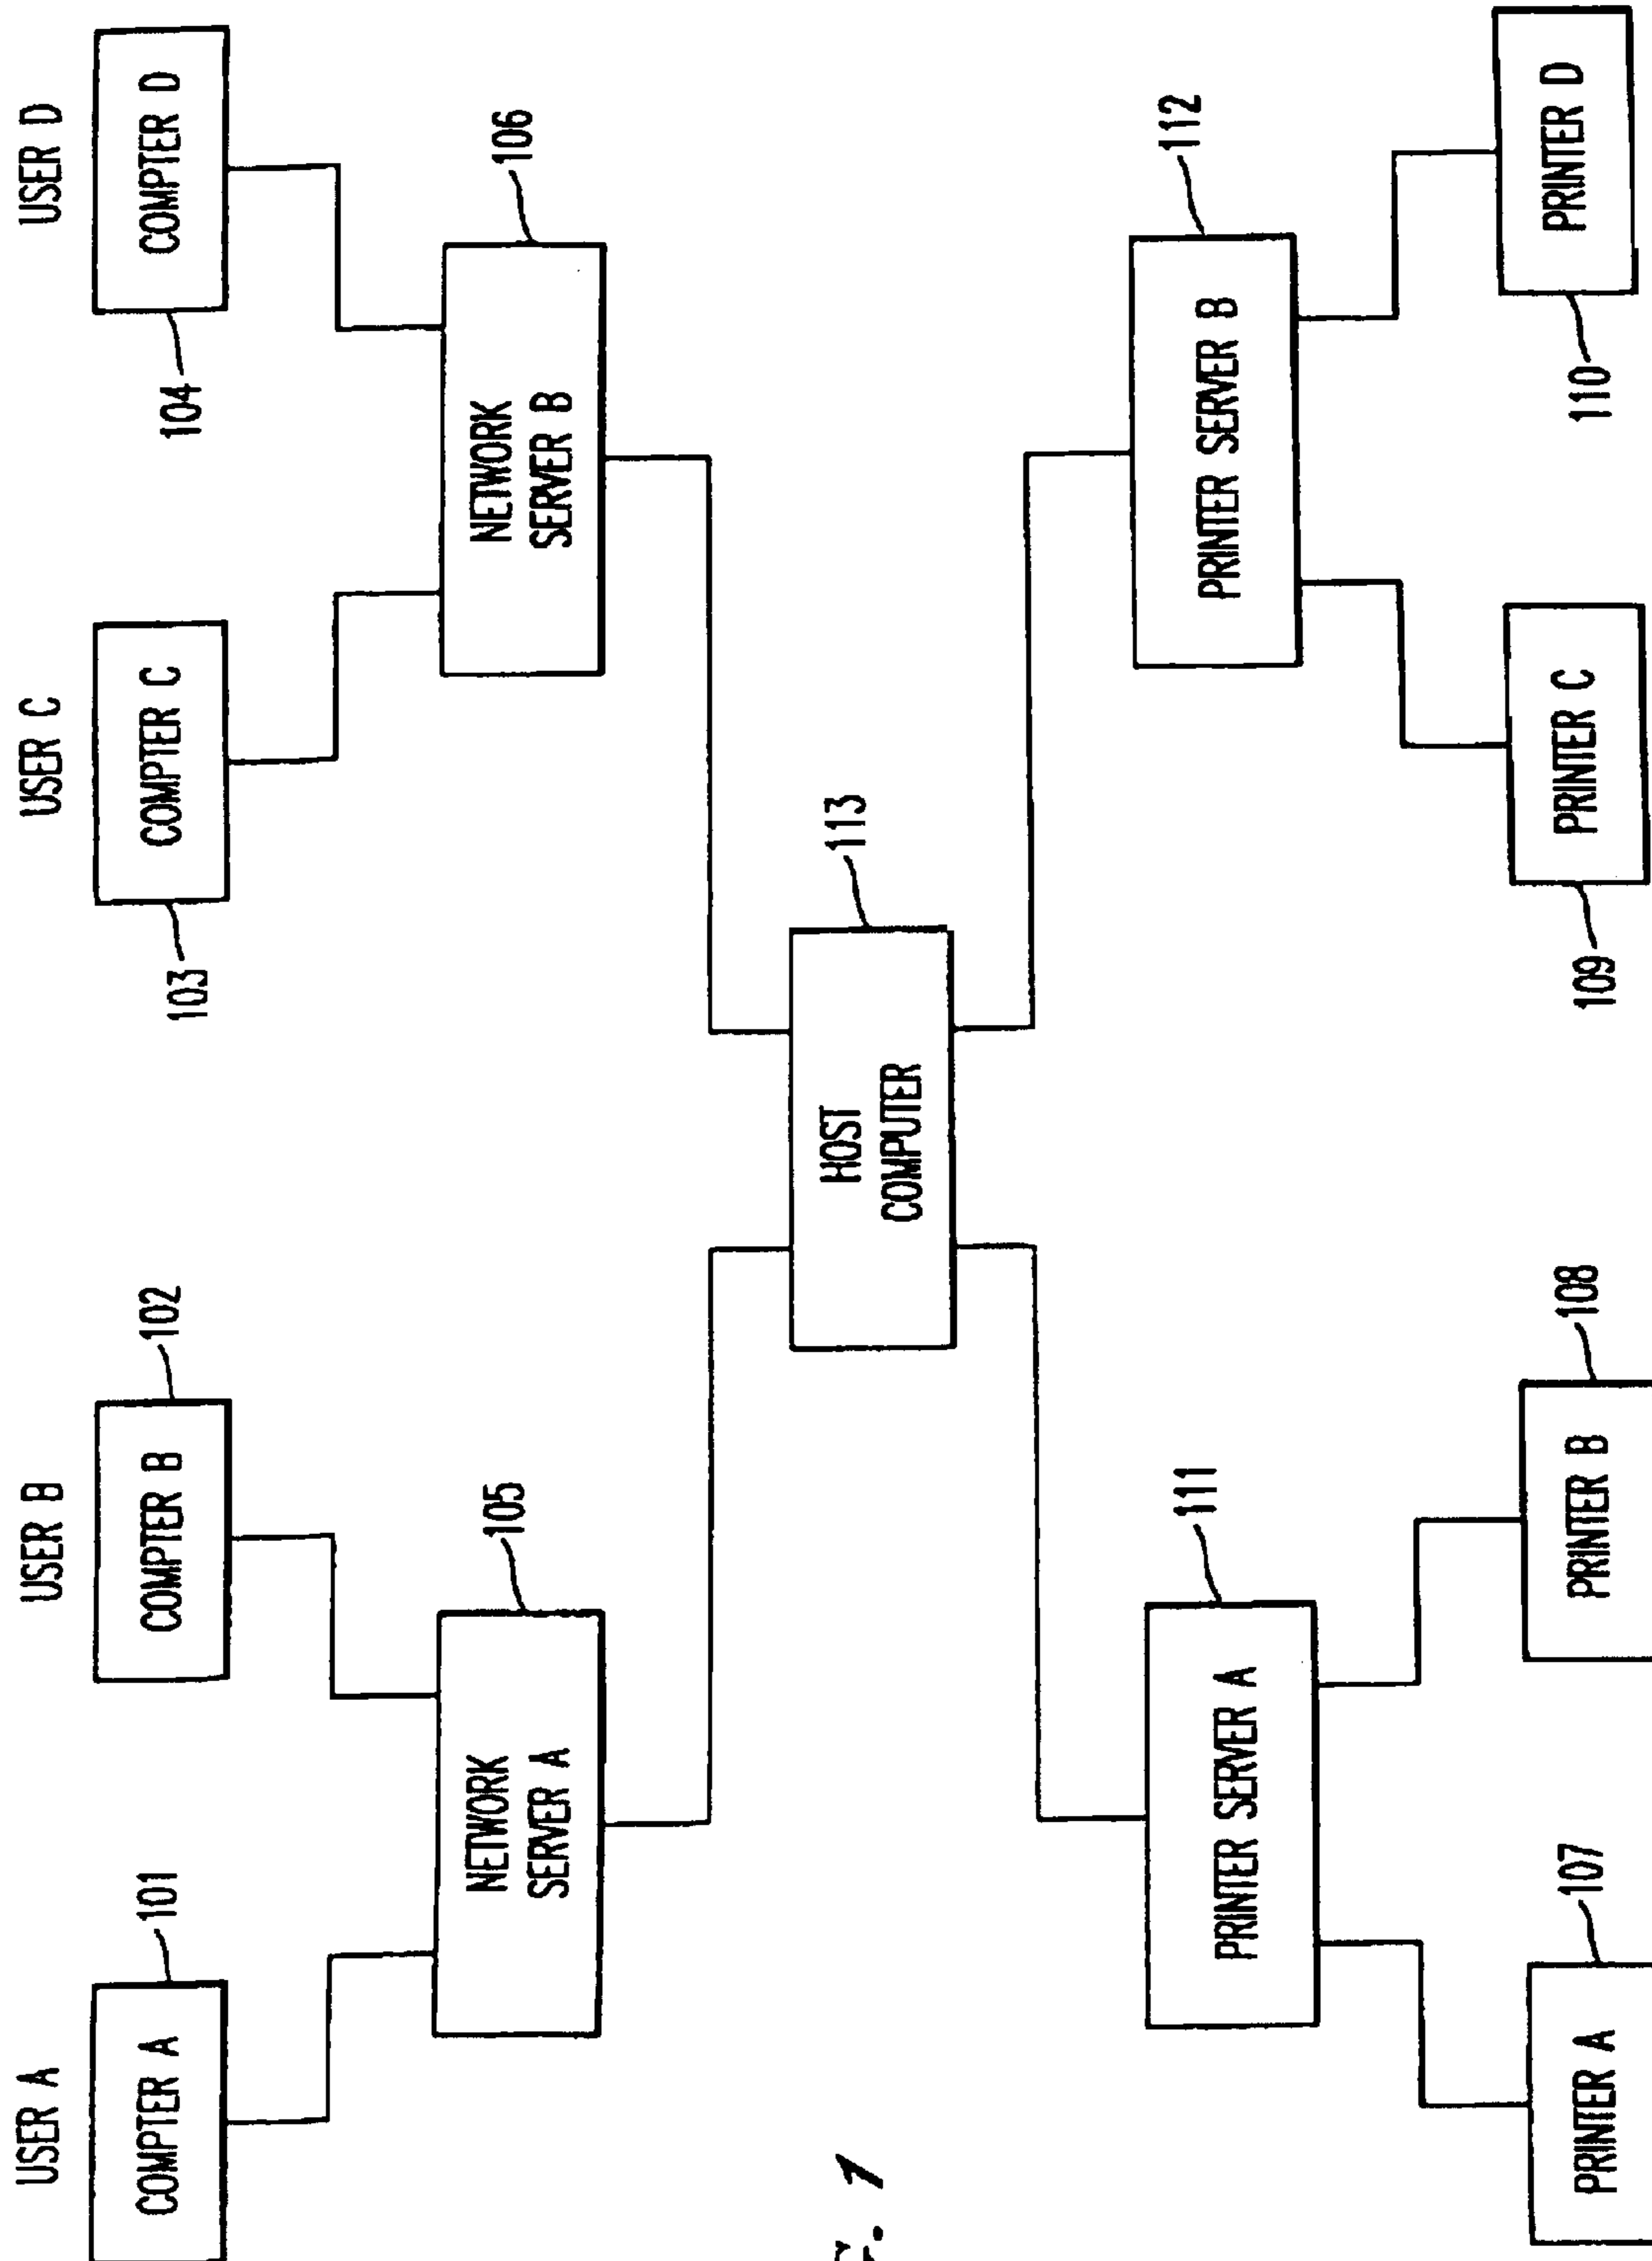 USER A
USER B
USER C
USER D
COMPTER A
101
COMPTER B
102
COMPTER C
103
COMPTER D
104
NETWORK
SERVER A
105
NETWORK
SERVER B
106
HOST
COMPUTER
113
1
PRINTER SERVER A
111
PRINTER SERVER B
112
PRINTER A
107
PRINTER B
108
PRINTER C
109
PRINTER D
110